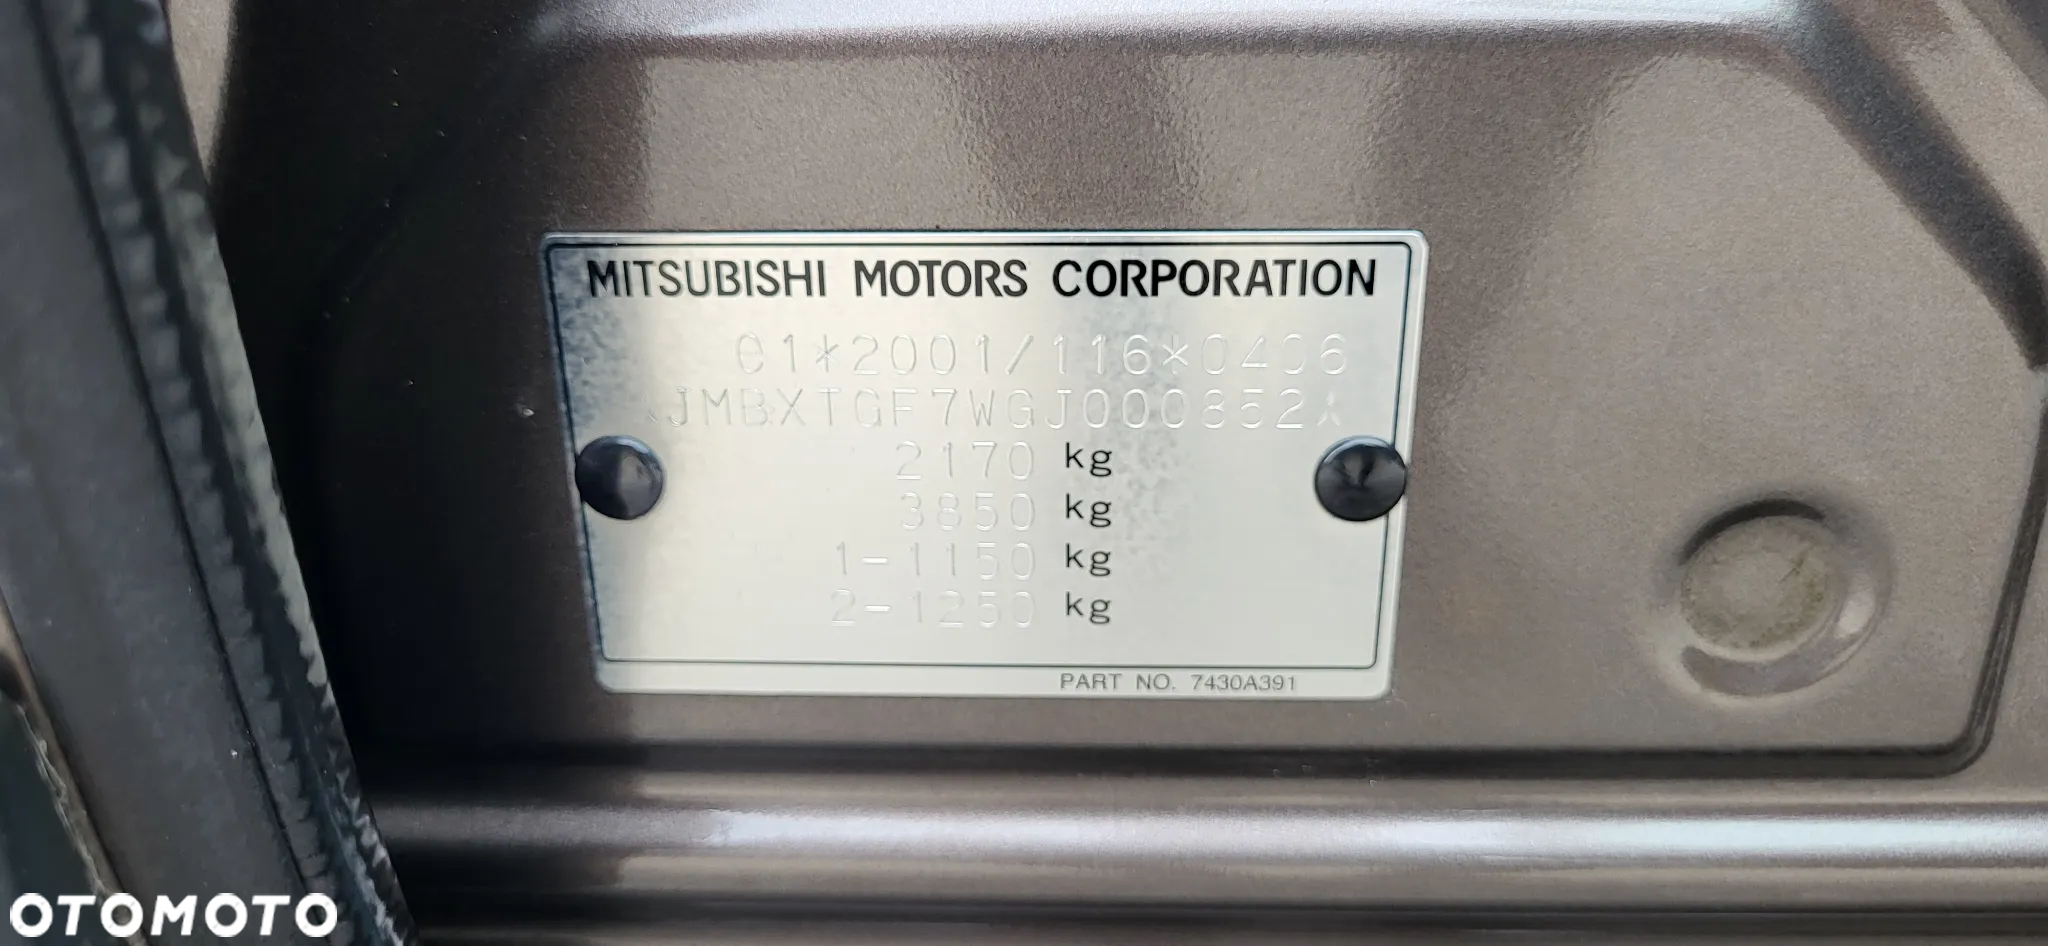 MITSUBISHI MOTORS CORPORATION
e1*2001/116*0406
*JMBXTGF7WGJ000852*
2170 kg
3850 kg
1-1150 kg
2-1250 kg
PART NO. 7430A391
OTOMOTO